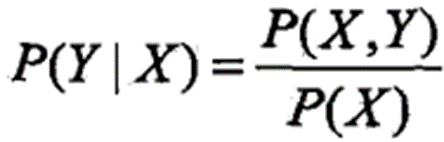 P(Y | X) = P(X,Y) / P(X)